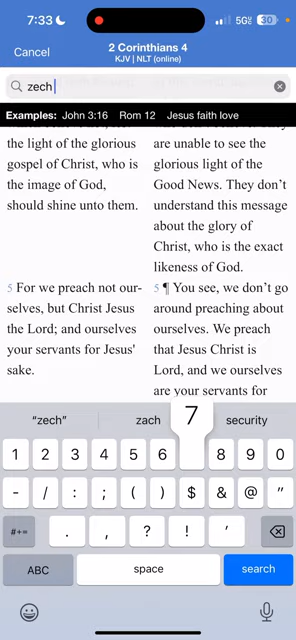 7:33 5G 30
Cancel
2 Corinthians 4
KJV | NLT (online)
zech
Examples: John 3:16 Rom 12 Jesus faith love
the light of the glorious
gospel of Christ, who is
the image of God,
should shine unto them.
5 For we preach not our-
selves, but Christ Jesus
the Lord; and ourselves
your servants for Jesus'
sake.
are unable to see the
glorious light of the
Good News. They don’t
understand this message
about the glory of
Christ, who is the exact
likeness of God.
5 ¶ You see, we don’t go
around preaching about
ourselves. We preach
that Jesus Christ is
Lord, and we ourselves
are your servants for
“zech” zach security
7
1 2 3 4 5 6 8 9 0
- / : ; ( ) $ & @ "
#+= . , ? ! ’
ABC space search